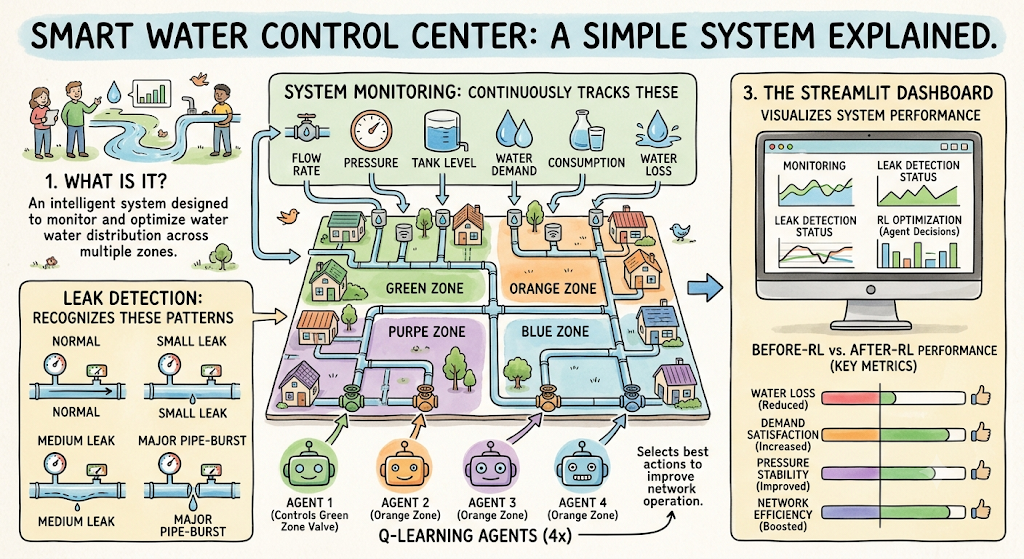 SMART WATER CONTROL CENTER: A SIMPLE SYSTEM EXPLAINED.
1. WHAT IS IT?
An intelligent system designed
to monitor and optimize water
water distribution across
multiple zones.
LEAK DETECTION:
RECOGNIZES THESE PATTERNS
NORMAL
SMALL LEAK
NORMAL
SMALL LEAK
MEDIUM LEAK
MAJOR PIPE-BURST
MEDIUM LEAK
MAJOR
PIPE-BURST
SYSTEM MONITORING: CONTINUOUSLY TRACKS THESE
FLOW
RATE
PRESSURE
TANK LEVEL
WATER
DEMAND
CONSUMPTION
WATER
LOSS
GREEN ZONE
ORANGE ZONE
PURPE ZONE
BLUE ZONE
AGENT 1
(Controls Green
Zone Valve)
AGENT 2
(Orange Zone)
AGENT 3
(Orange Zone)
AGENT 4
(Orange Zone)
Q-LEARNING AGENTS (4x)
Selects best
actions to
improve
network
operation.
3. THE STREAMLIT DASHBOARD
VISUALIZES SYSTEM PERFORMANCE
MONITORING
LEAK DETECTION
STATUS
LEAK DETECTION
STATUS
RL OPTIMIZATION
(Agent Decisions)
BEFORE-RL vs. AFTER-RL PERFORMANCE
(KEY METRICS)
WATER LOSS
(Reduced)
DEMAND
SATISFACTION
(Increased)
PRESSURE
STABILITY
(Improved)
NETWORK
EFFICIENCY
(Boosted)